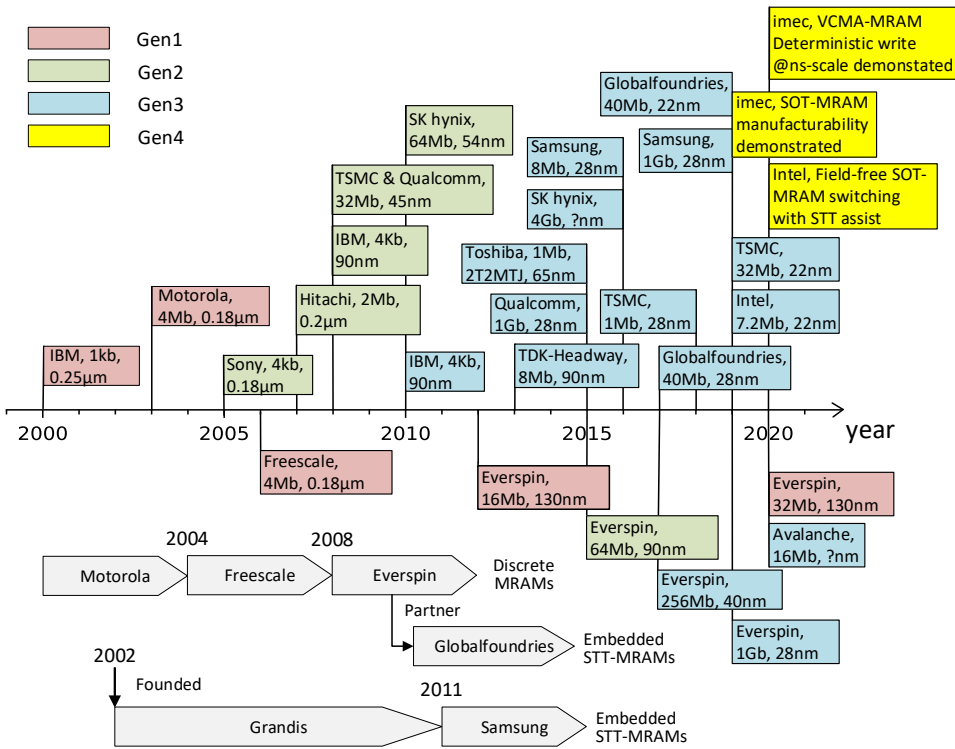 Gen1
Gen2
Gen3
Gen4
imec, VCMA-MRAM
Deterministic write
@ns-scale demonstated
Globalfoundries,
40Mb, 22nm
imec, SOT-MRAM
manufacturability
demonstrated
SK hynix,
64Mb, 54nm
Samsung,
8Mb, 28nm
Samsung,
1Gb, 28nm
TSMC & Qualcomm,
32Mb, 45nm
SK hynix,
4Gb, ?nm
Intel, Field-free SOT-
MRAM switching
with STT assist
IBM, 4Kb,
90nm
Toshiba, 1Mb,
2T2MTJ, 65nm
TSMC,
32Mb, 22nm
Motorola,
4Mb, 0.18µm
Hitachi, 2Mb,
0.2µm
Qualcomm,
1Gb, 28nm
TSMC,
1Mb, 28nm
Intel,
7.2Mb, 22nm
IBM, 1kb,
0.25µm
Sony, 4kb,
0.18µm
IBM, 4Kb,
90nm
TDK-Headway,
8Mb, 90nm
Globalfoundries,
40Mb, 28nm
2000
2005
2010
2015
2020
year
Freescale,
4Mb, 0.18µm
Everspin,
16Mb, 130nm
Everspin,
32Mb, 130nm
Everspin,
64Mb, 90nm
Avalanche,
16Mb, ?nm
Everspin,
256Mb, 40nm
Everspin,
1Gb, 28nm
2004
2008
Motorola
Freescale
Everspin
Discrete
MRAMs
Partner
Globalfoundries
Embedded
STT-MRAMs
2002
Founded
2011
Grandis
Samsung
Embedded
STT-MRAMs